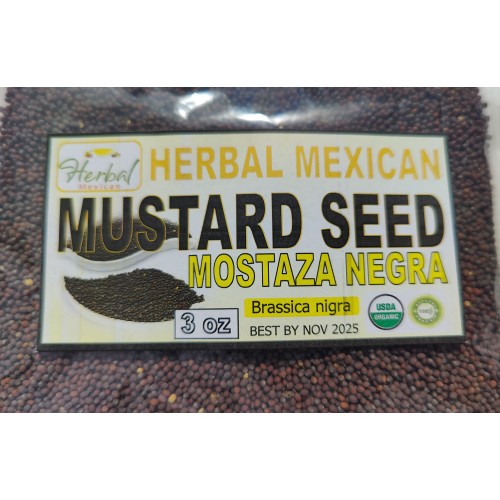 Herbal
Mexican
HERBAL MEXICAN
MUSTARD SEED
MOSTAZA NEGRA
Brassica nigra
3 oz
BEST BY NOV 2025
USDA
ORGANIC